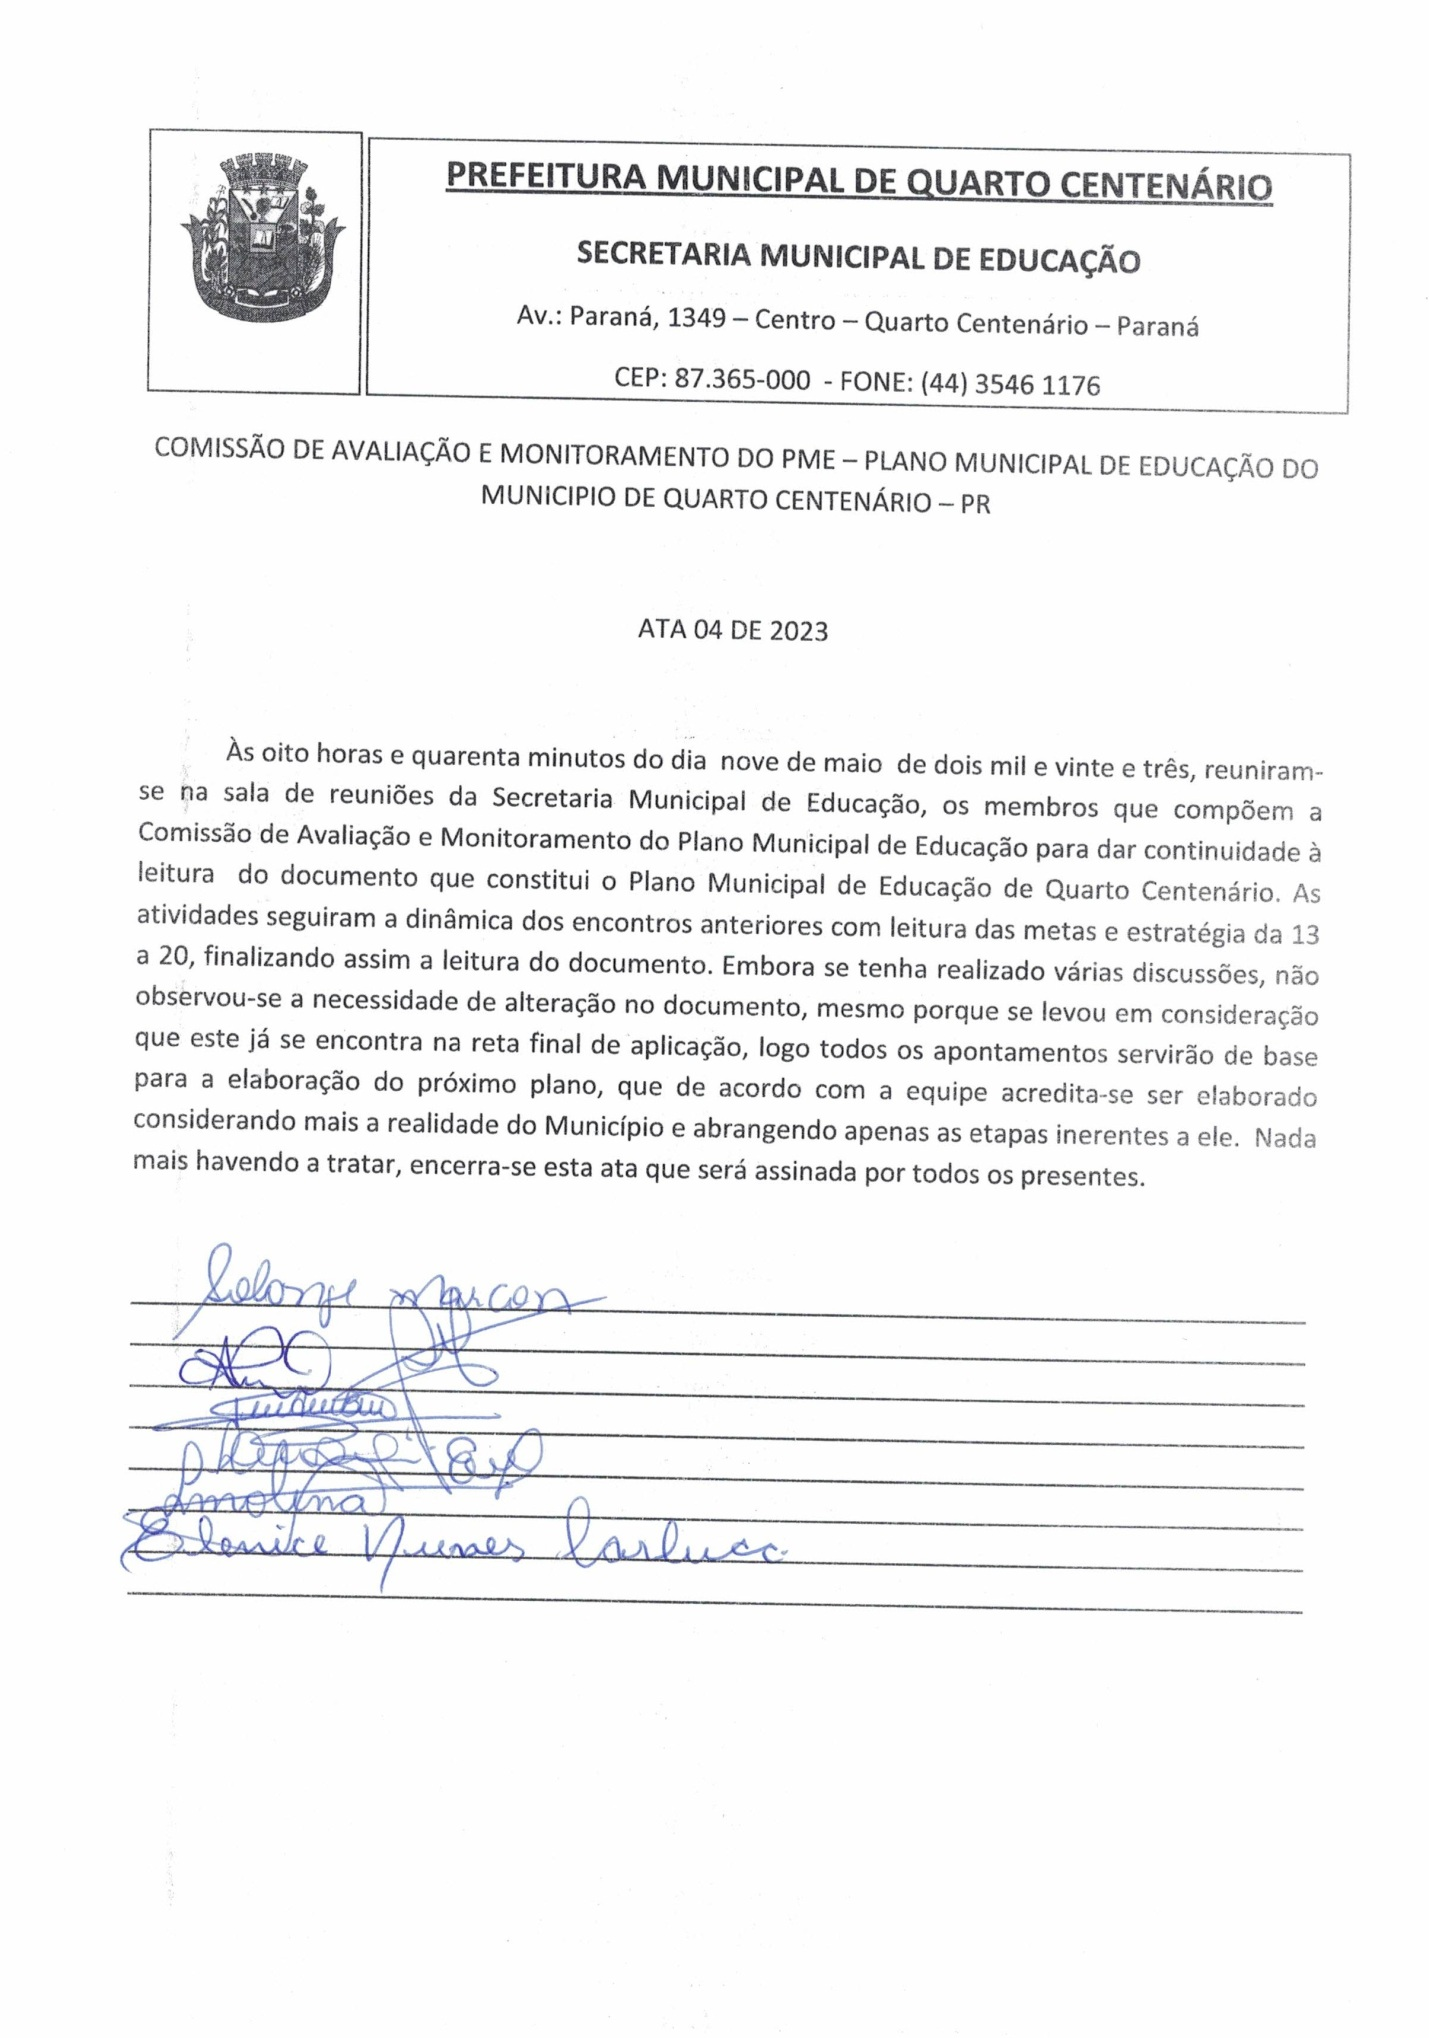 PREFEITURA MUNICIPAL DE QUARTO CENTENÁRIO
SECRETARIA MUNICIPAL DE EDUCAÇÃO
Av.: Paraná, 1349 – Centro – Quarto Centenário – Paraná
CEP: 87.365-000 - FONE: (44) 3546 1176
COMISSÃO DE AVALIAÇÃO E MONITORAMENTO DO PME – PLANO MUNICIPAL DE EDUCAÇÃO DO
MUNICIPIO DE QUARTO CENTENÁRIO – PR
ATA 04 DE 2023
Às oito horas e quarenta minutos do dia nove de maio de dois mil e vinte e três, reuniram-
se na sala de reuniões da Secretaria Municipal de Educação, os membros que compõem a
Comissão de Avaliação e Monitoramento do Plano Municipal de Educação para dar continuidade à
leitura do documento que constitui o Plano Municipal de Educação de Quarto Centenário. As
atividades seguiram a dinâmica dos encontros anteriores com leitura das metas e estratégia da 13
a 20, finalizando assim a leitura do documento. Embora se tenha realizado várias discussões, não
observou-se a necessidade de alteração no documento, mesmo porque se levou em consideração
que este já se encontra na reta final de aplicação, logo todos os apontamentos servirão de base
para a elaboração do próximo plano, que de acordo com a equipe acredita-se ser elaborado
considerando mais a realidade do Município e abrangendo apenas as etapas inerentes a ele. Nada
mais havendo a tratar, encerra-se esta ata que será assinada por todos os presentes.
Solange Marcon
Elenice Nunes